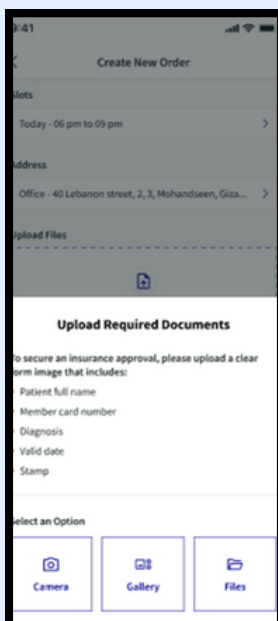 9:41
Create New Order
Slots
Today - 06 pm to 09 pm
Address
Office - 40 Lebanon street, 2, 3, Mohandseen, Giza...
Upload Files
Upload Required Documents
To secure an insurance approval, please upload a clear
form image that includes:
Patient full name
Member card number
Diagnosis
Valid date
Stamp
Select an Option
Camera Gallery Files